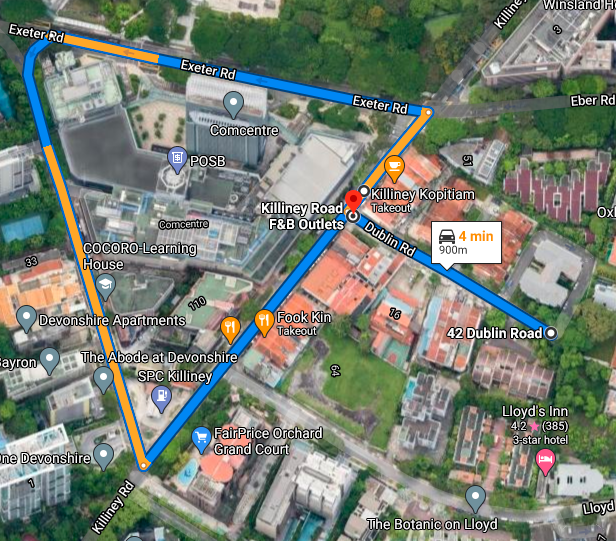 Winsland H
Killiney
3
Exeter Rd
Exeter Rd
Exeter Rd
Eber Rd
Comcentre
51
POSB
Killiney Kopitiam
Takeout
Killiney Road
F&B Outlets
Comcentre
Dublin Rd
4 min
900m
COCORO-Learning
House
33
110
16
Devonshire Apartments
Fook Kin
Takeout
42 Dublin Road
The Abode at Devonshire
SPC Killiney
64
Lloyd's Inn
4.2 ★ (385)
3-star hotel
FairPrice Orchard
Grand Court
One Devonshire
1
Killiney Rd
The Botanic on Lloyd
Lloyd